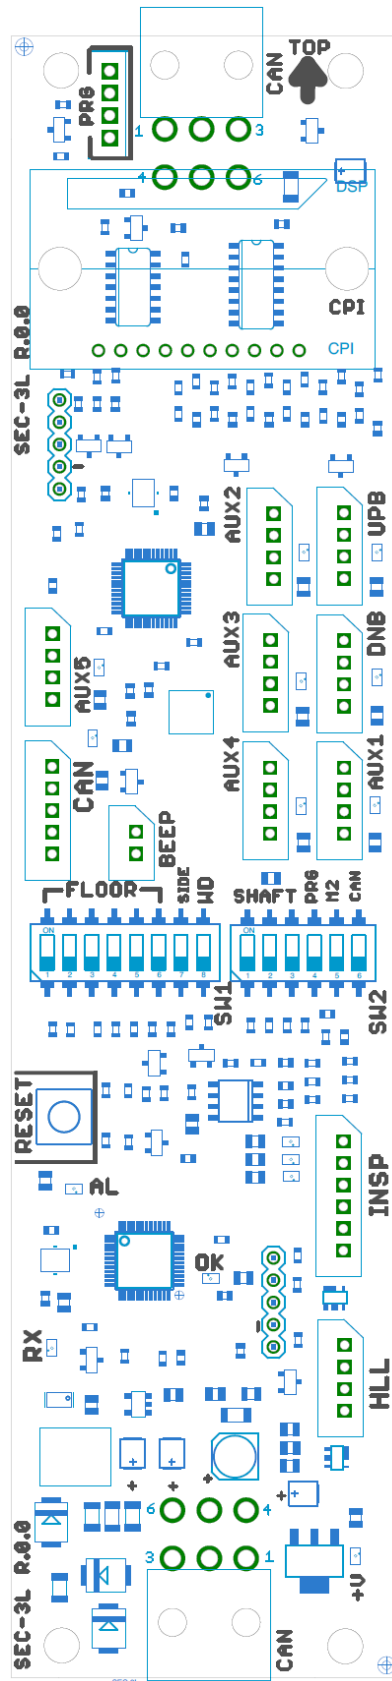 TOP
CAN
PRG
1
3
4
6
+
DSP
CPI
CPI
SEC-3L R.0.0
AUX2
UPB
AUX3
DNB
AUX5
AUX4
AUX1
CAN
BEEP
FLOOR
SIDE
WD
SHAFT
PRG
M2
CAN
ON
1 2 3 4 5 6 7 8
ON
1 2 3 4 5 6
SW1
SW2
RESET
INSP
AL
OK
RX
HLL
+
+
+
+
6
4
3
1
+V
SEC-3L R.0.0
CAN